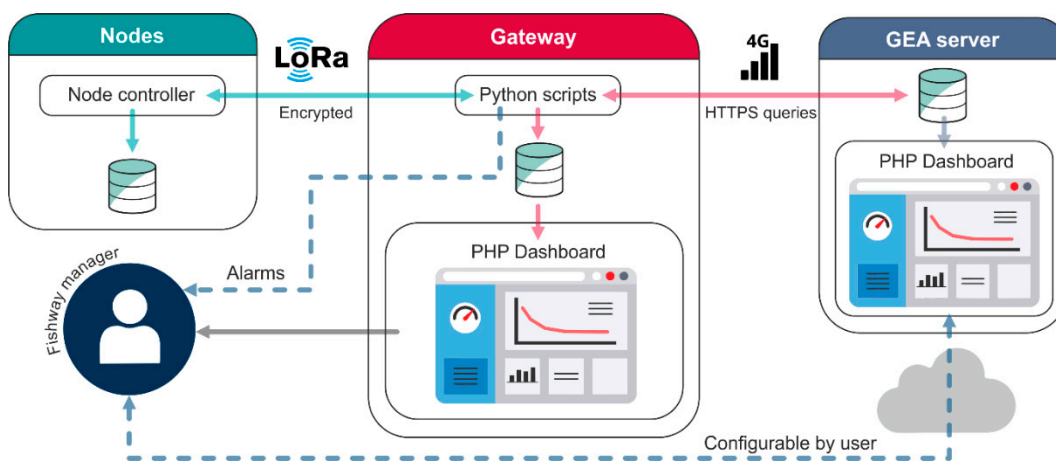 Nodes
Node controller
LoRa
Encrypted
Gateway
Python scripts
PHP Dashboard
4G
HTTPS queries
GEA server
PHP Dashboard
Fishway manager
Alarms
Configurable by user